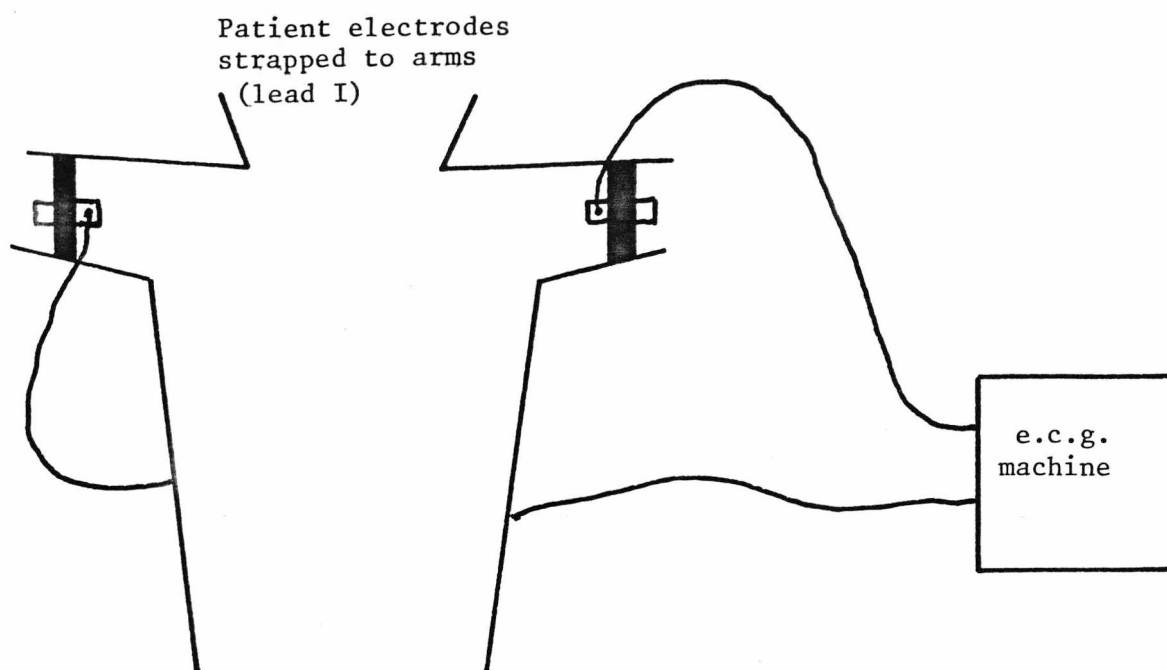 Patient electrodes
strapped to arms
(lead I)
e.c.g.
machine